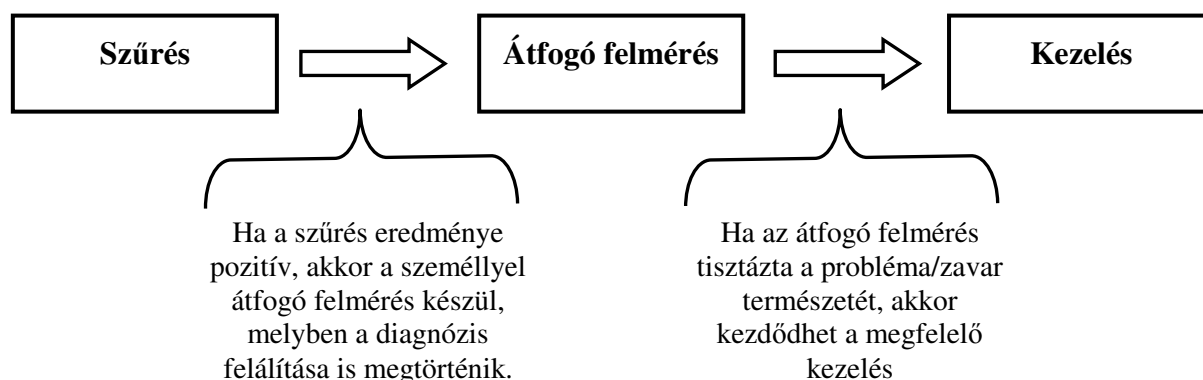 Szűrés
Átfogó felmérés
Kezelés
Ha a szűrés eredménye
pozitív, akkor a személlyel
átfogó felmérés készül,
melyben a diagnózis
felálítása is megtörténik.
Ha az átfogó felmérés
tisztázta a probléma/zavar
természetét, akkor
kezdődhet a megfelelő
kezelés